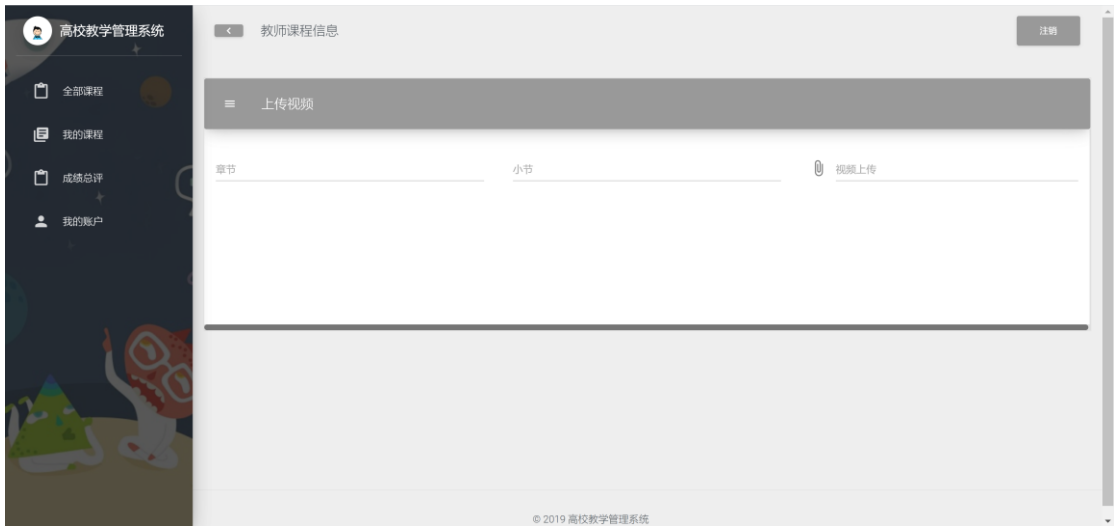 高校教学管理系统
教师课程信息
注销
全部课程
我的课程
成绩总评
我的账户
上传视频
章节
小节
视频上传
© 2019 高校教学管理系统